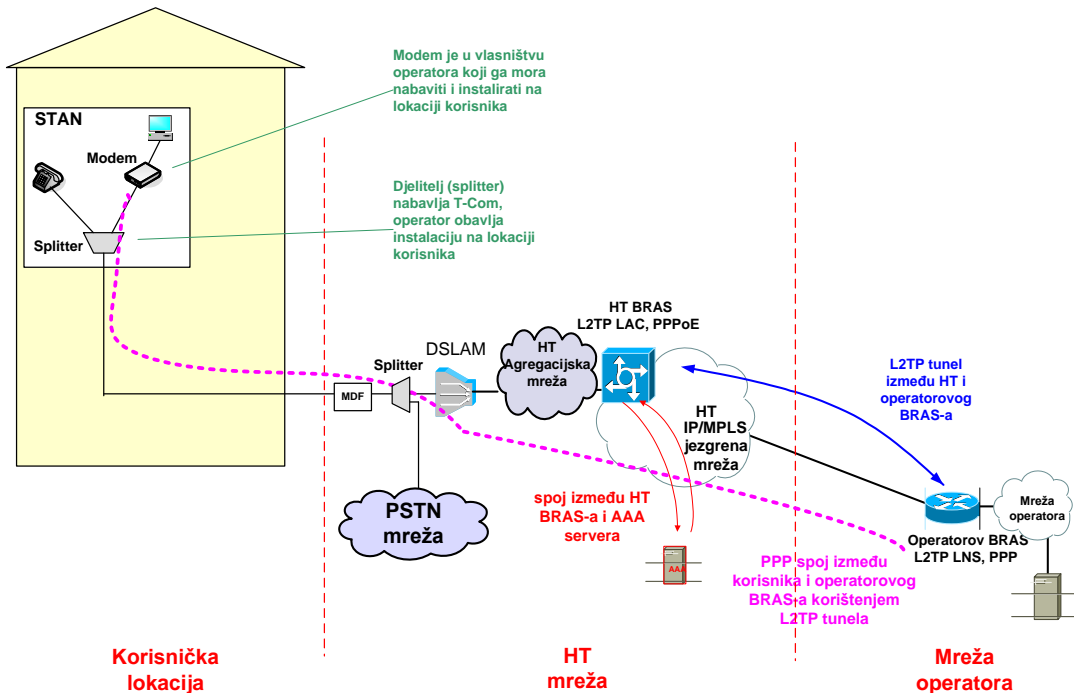 Modem je u vlasništvu
operatora koji ga mora
nabaviti i instalirati na
lokaciji korisnika
STAN
Modem
Djelitelj (splitter)
nabavlja T-Com,
operator obavlja
instalaciju na lokaciji
korisnika
Splitter
HT BRAS
L2TP LAC, PPPoE
DSLAM
Splitter
HT
Agregacijska
mreža
MDF
L2TP tunel
između HT i
operatorovog
BRAS-a
HT
IP/MPLS
jezgrena
mreža
PSTN
mreža
spoj između HT
BRAS-a i AAA
servera
AAA
Mreža
operatora
Operatorov BRAS
L2TP LNS, PPP
PPP spoj između
korisnika i operatorovog
BRAS-a korištenjem
L2TP tunela
Korisnička
lokacija
HT
mreža
Mreža
operatora